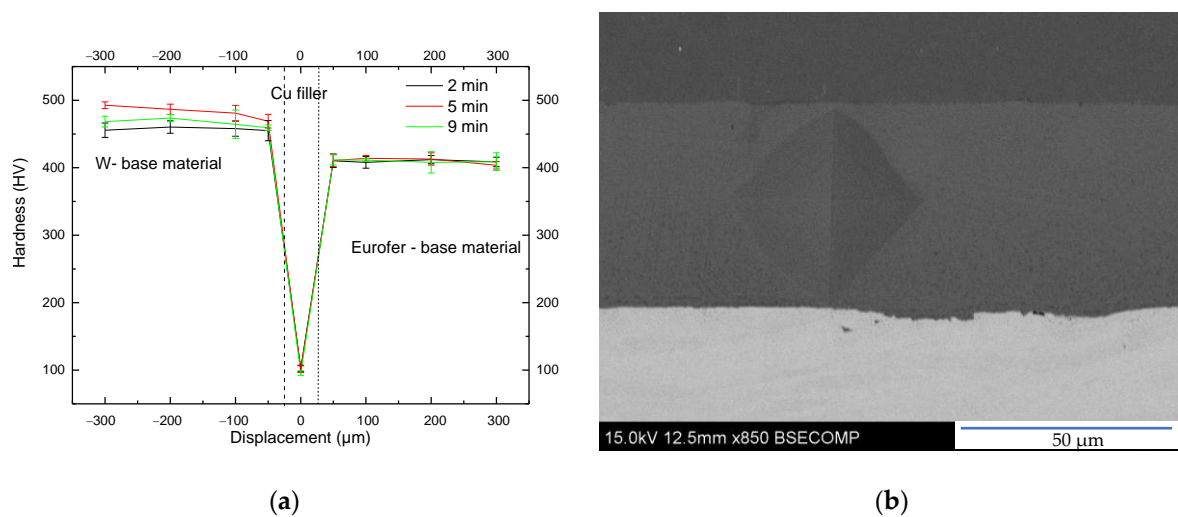 −300 −200 −100 0 100 200 300
2 min
Cu filler
5 min
9 min
W- base material
Eurofer - base material
500 500
400 400
300 300
200 200
100 100
Hardness (HV)
−300 −200 −100 0 100 200 300
Displacement (µm)
15.0kV 12.5mm x850 BSECOMP
50 µm
(a)
(b)